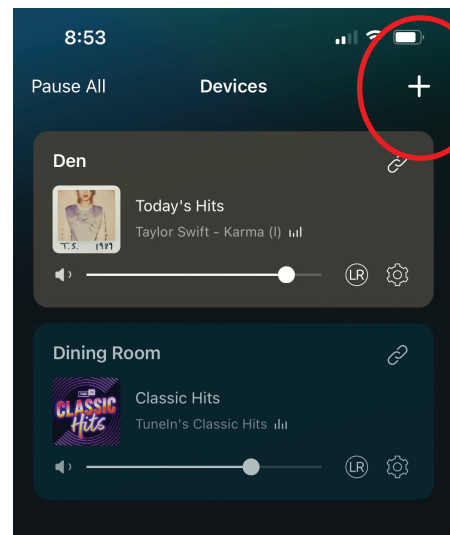 8:53
Pause All Devices +
Den
T.S. 1989
Today's Hits
Taylor Swift - Karma (I)
LR
Dining Room
CLASSIC
Hits
Classic Hits
TuneIn's Classic Hits
LR